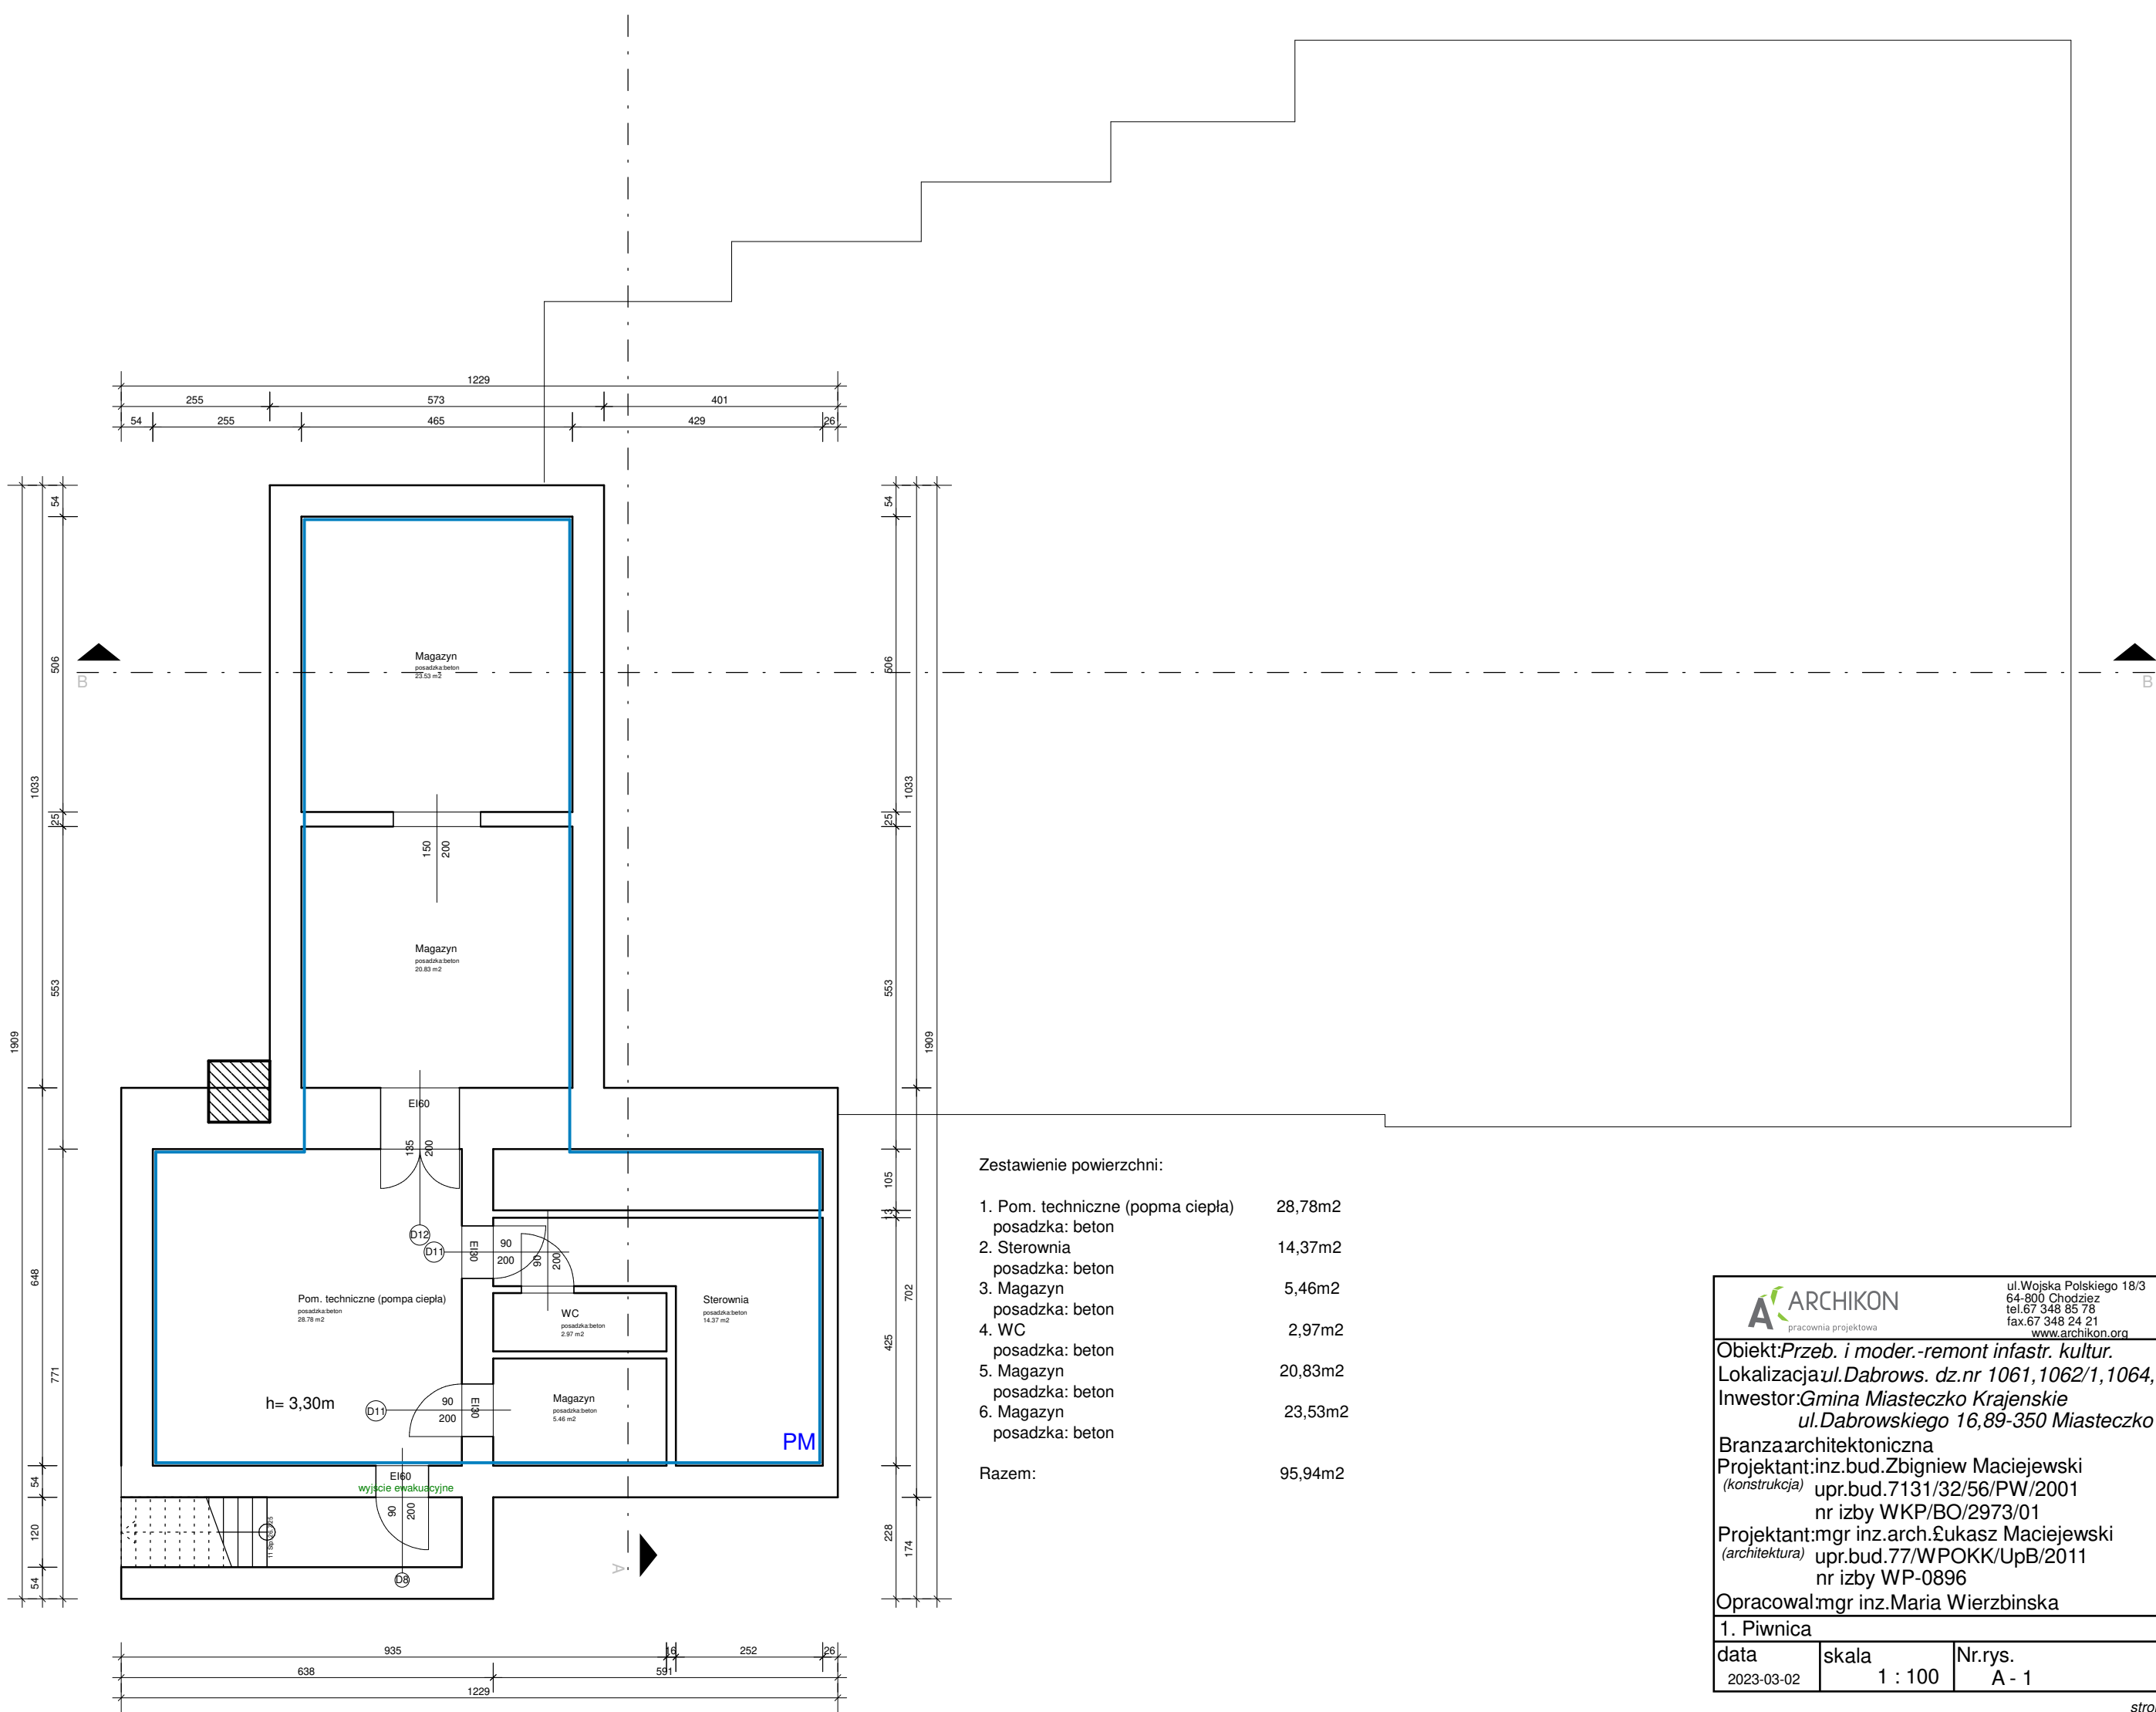 1229
255
573
401
54
255
465
429
26
54
506
25
1033
553
1909
648
771
54
120
54
54
506
25
1033
553
1909
105
13
702
425
228
174
B
B
Magazyn
posadzka:beton
23.53 m2
150
200
Magazyn
posadzka:beton
20.83 m2
EI60
135
200
D12
D11
EI30
90
200
90
200
Pom. techniczne (pompa ciepła)
posadzka:beton
28.78 m2
WC
posadzka:beton
2.97 m2
Sterownia
posadzka:beton
14.37 m2
h= 3,30m
D11
90
200
EI30
Magazyn
posadzka:beton
5.46 m2
PM
EI60
wyjście ewakuacyjne
90
200
D8
A
935
16
252
26
638
591
1229
Zestawienie powierzchni:
1. Pom. techniczne (popma ciepła) 28,78m2
posadzka: beton
2. Sterownia 14,37m2
posadzka: beton
3. Magazyn 5,46m2
posadzka: beton
4. WC 2,97m2
posadzka: beton
5. Magazyn 20,83m2
posadzka: beton
6. Magazyn 23,53m2
posadzka: beton
Razem: 95,94m2
ARCHIKON
pracownia projektowa
ul.Wojska Polskiego 18/3
64-800 Chodziez
tel.67 348 85 78
fax.67 348 24 21
www.archikon.org
Obiekt:Przeb. i moder.-remont infastr. kultur.
Lokalizacja:ul.Dabrows. dz.nr 1061,1062/1,1064,
Inwestor:Gmina Miasteczko Krajenskie
ul.Dabrowskiego 16,89-350 Miasteczko
Branza:architektoniczna
Projektant:inz.bud.Zbigniew Maciejewski
(konstrukcja) upr.bud.7131/32/56/PW/2001
nr izby WKP/BO/2973/01
Projektant:mgr inz.arch.£ukasz Maciejewski
(architektura) upr.bud.77/WPOKK/UpB/2011
nr izby WP-0896
Opracowal:mgr inz.Maria Wierzbinska
1. Piwnica
data skala Nr.rys.
2023-03-02 1 : 100 A - 1